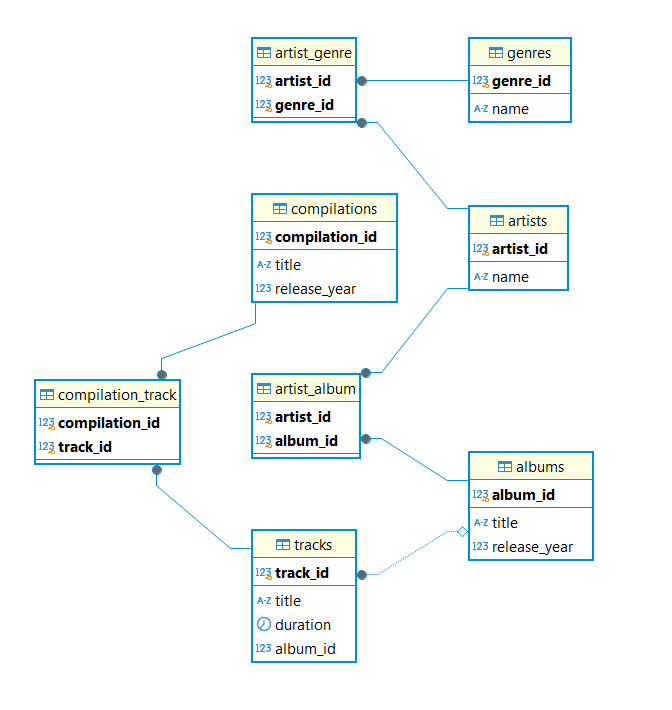 artist_genre
123 artist_id
123 genre_id
genres
123 genre_id
A-Z name
compilations
123 compilation_id
A-Z title
123 release_year
artists
123 artist_id
A-Z name
compilation_track
123 compilation_id
123 track_id
artist_album
123 artist_id
123 album_id
albums
123 album_id
A-Z title
123 release_year
tracks
123 track_id
A-Z title
duration
123 album_id